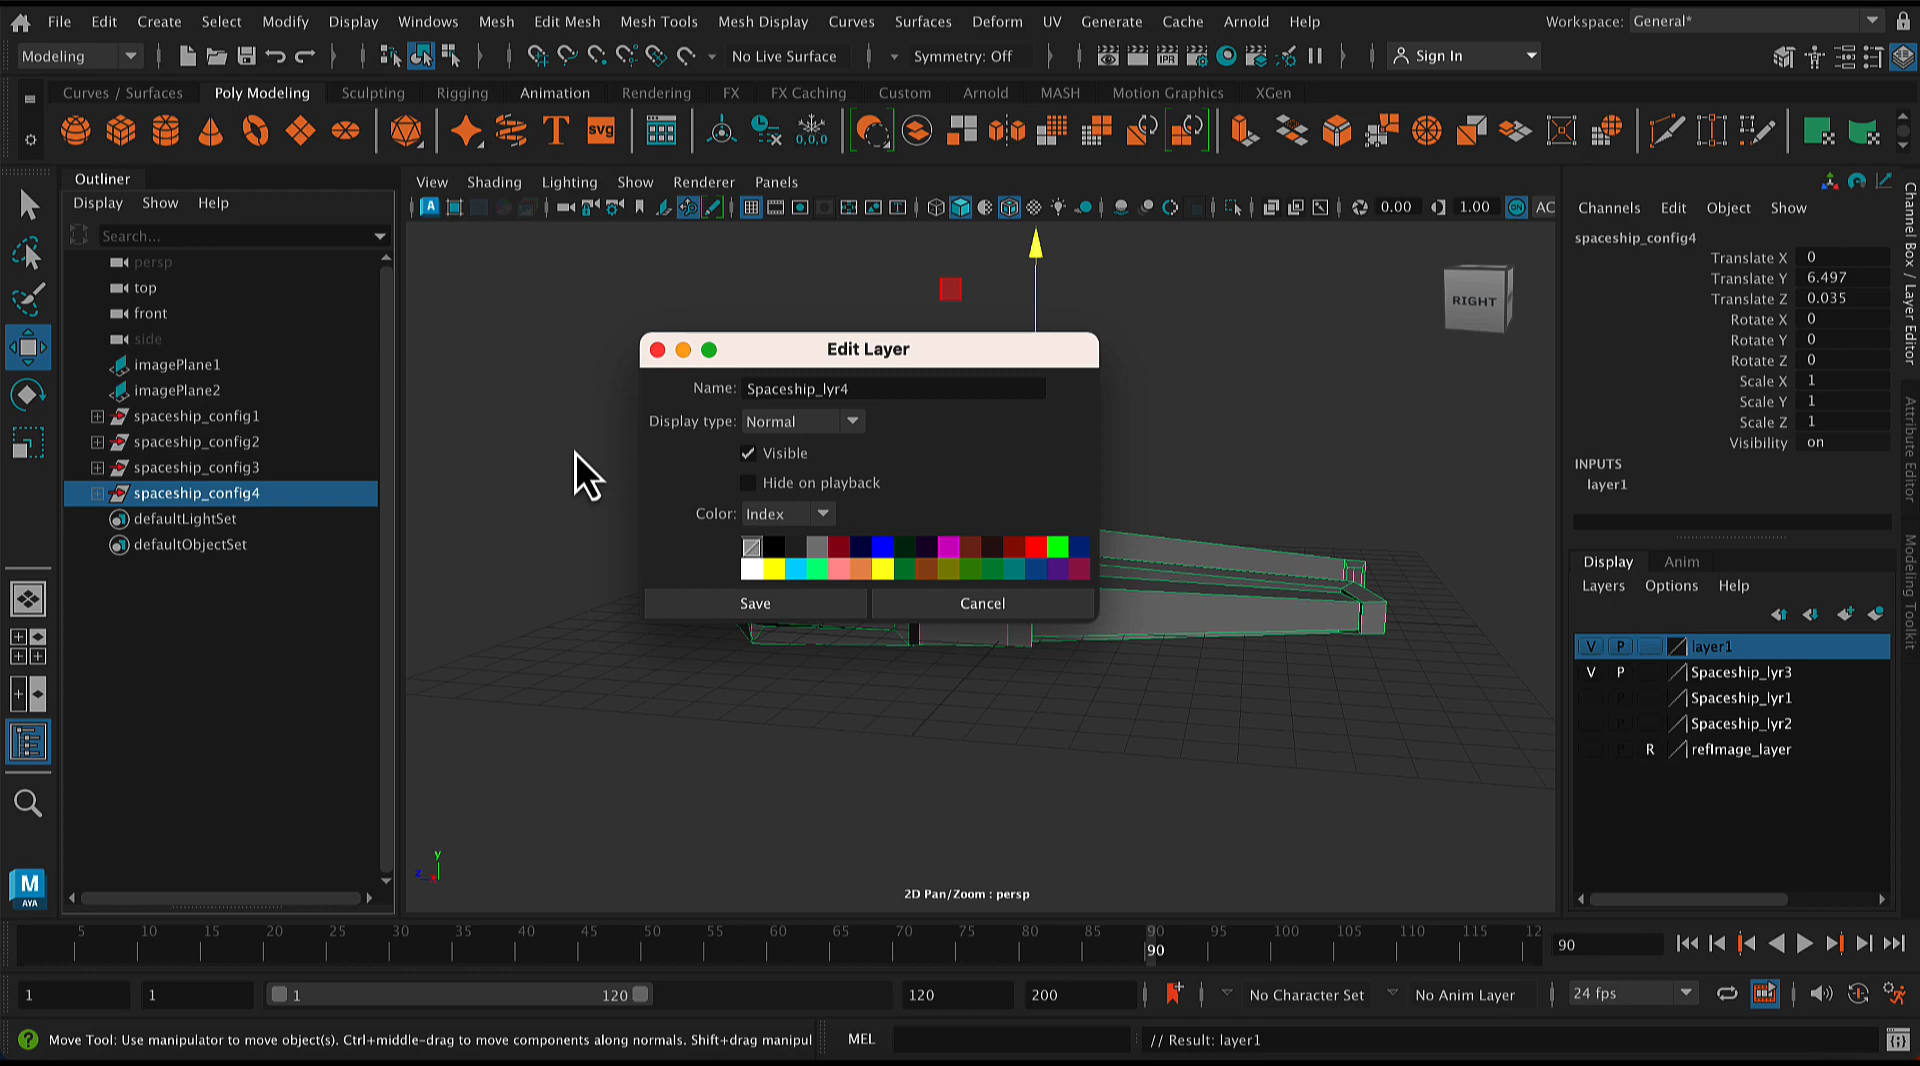 File Edit Create Select Modify Display Windows Mesh Edit Mesh Mesh Tools Mesh Display Curves Surfaces Deform UV Generate Cache Arnold Help Workspace: General*
Modeling No Live Surface Symmetry: Off IPR Sign In
Curves / Surfaces Poly Modeling Sculpting Rigging Animation Rendering FX FX Caching Custom Arnold MASH Motion Graphics XGen
T svg 0,0,0
Outliner
Display Show Help
Search...
persp
top
front
side
imagePlane1
imagePlane2
spaceship_config1
spaceship_config2
spaceship_config3
spaceship_config4
defaultLightSet
defaultObjectSet
M
AYA
View Shading Lighting Show Renderer Panels
A 0.00 1.00 ON AC
RIGHT
Edit Layer
Name: Spaceship_lyr4
Display type: Normal
Visible
Hide on playback
Color: Index
Save Cancel
y
z
2D Pan/Zoom : persp
Channels Edit Object Show
spaceship_config4
Translate X 0
Translate Y 6.497
Translate Z 0.035
Rotate X 0
Rotate Y 0
Rotate Z 0
Scale X 1
Scale Y 1
Scale Z 1
Visibility on
INPUTS
layer1
Display Anim
Layers Options Help
V P layer1
V P Spaceship_lyr3
P Spaceship_lyr1
P Spaceship_lyr2
P R refImage_layer
Channel Box / Layer Editor
Attribute Editor
Modeling Toolkit
5 10 15 20 25 30 35 40 45 50 55 60 65 70 75 80 85 90 95 100 105 110 115 12
90 90
1 1 1 120 120 200 No Character Set No Anim Layer 24 fps
Move Tool: Use manipulator to move object(s). Ctrl+middle-drag to move components along normals. Shift+drag manipul MEL // Result: layer1